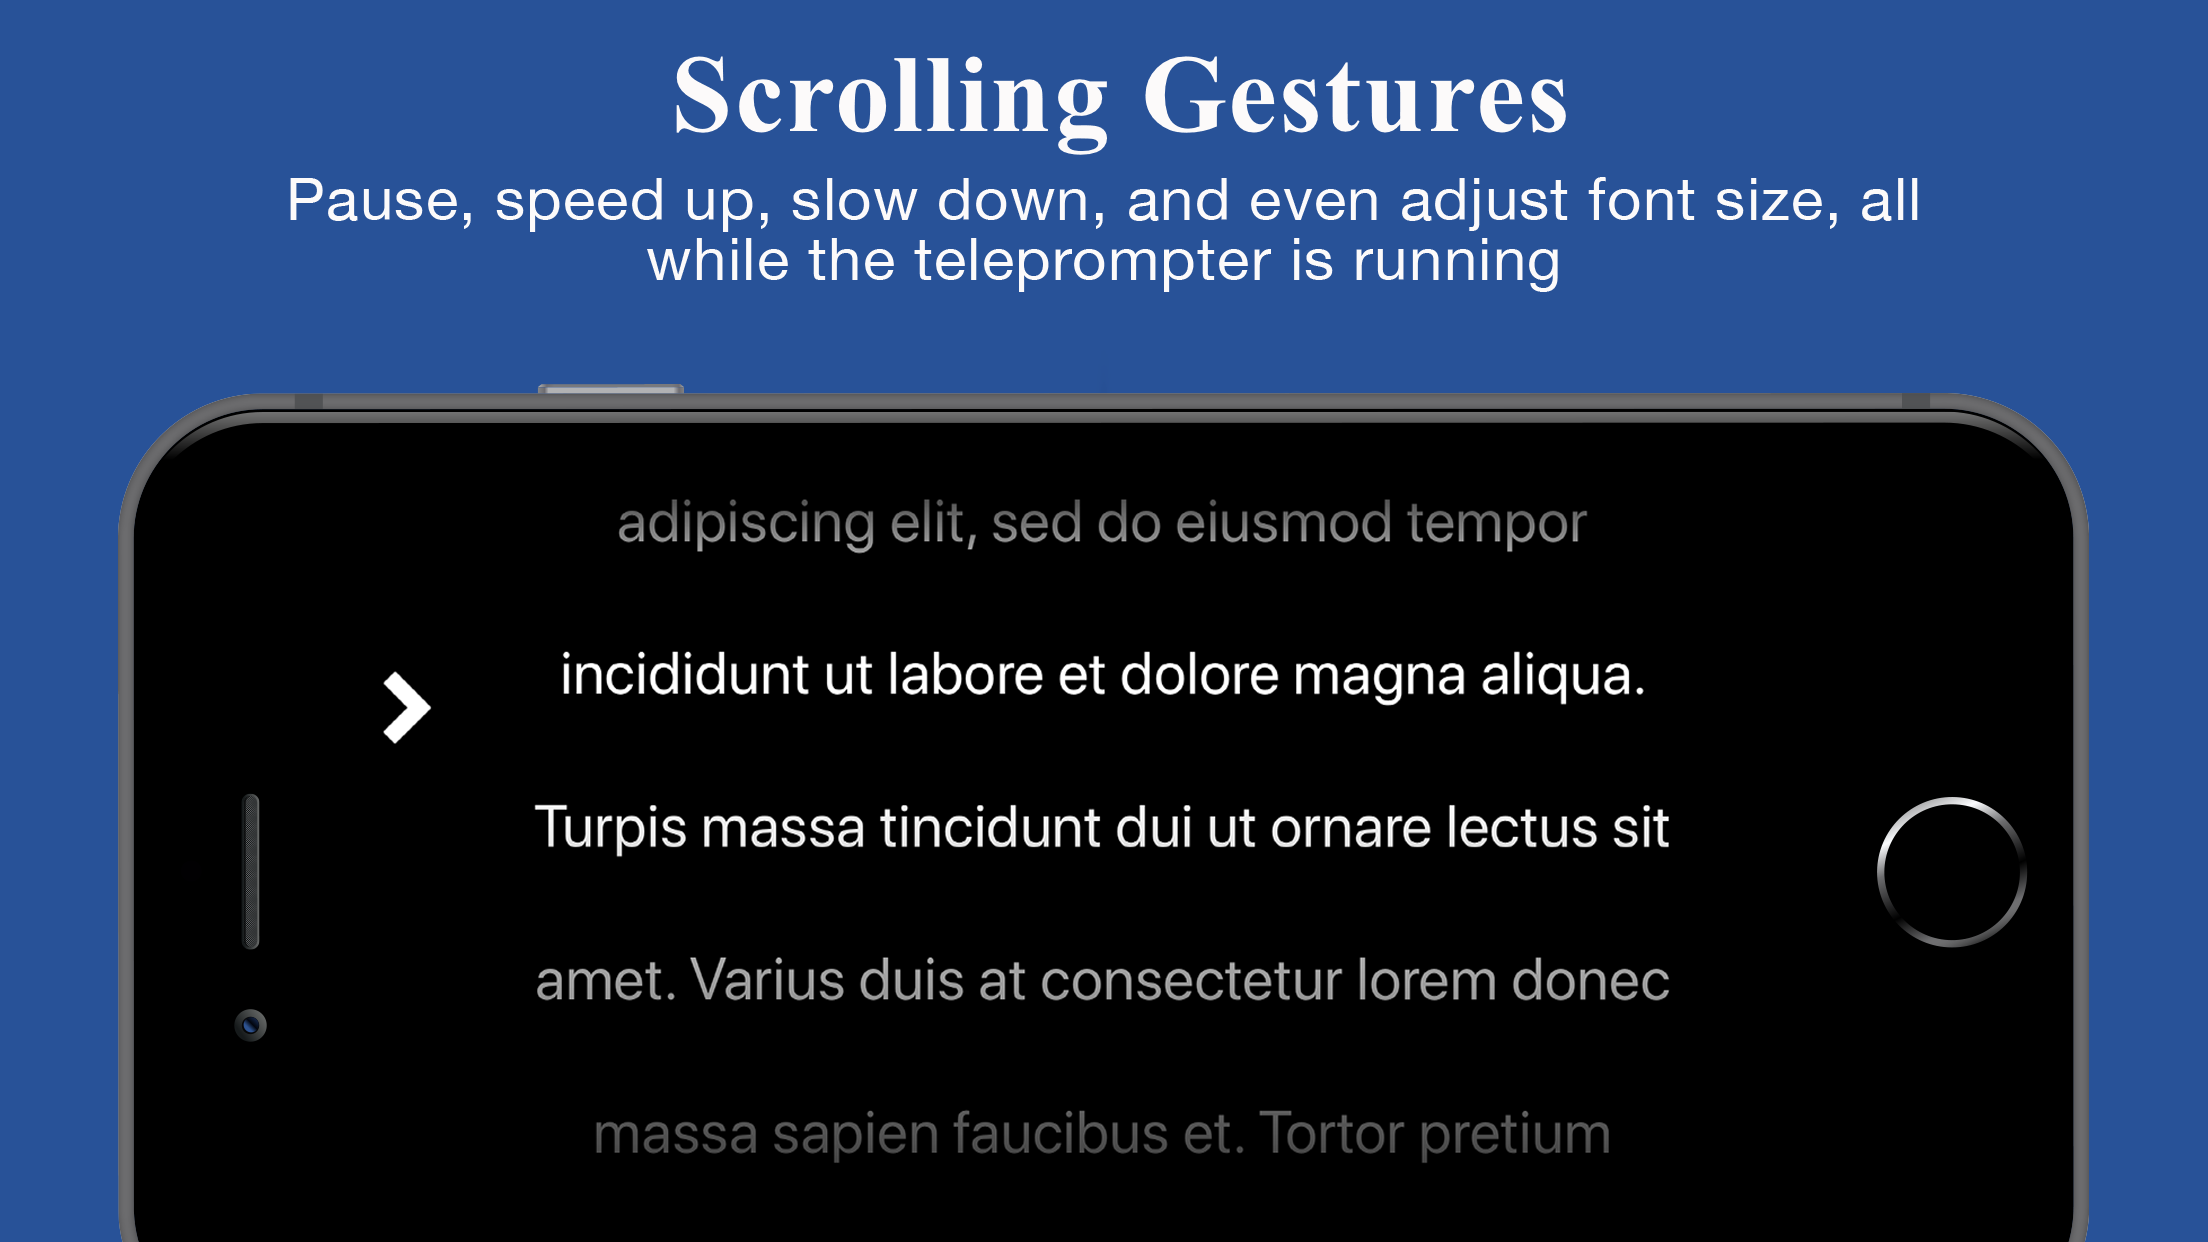 Scrolling Gestures
Pause, speed up, slow down, and even adjust font size, all
while the teleprompter is running
adipiscing elit, sed do eiusmod tempor
incididunt ut labore et dolore magna aliqua.
Turpis massa tincidunt dui ut ornare lectus sit
amet. Varius duis at consectetur lorem donec
massa sapien faucibus et. Tortor pretium